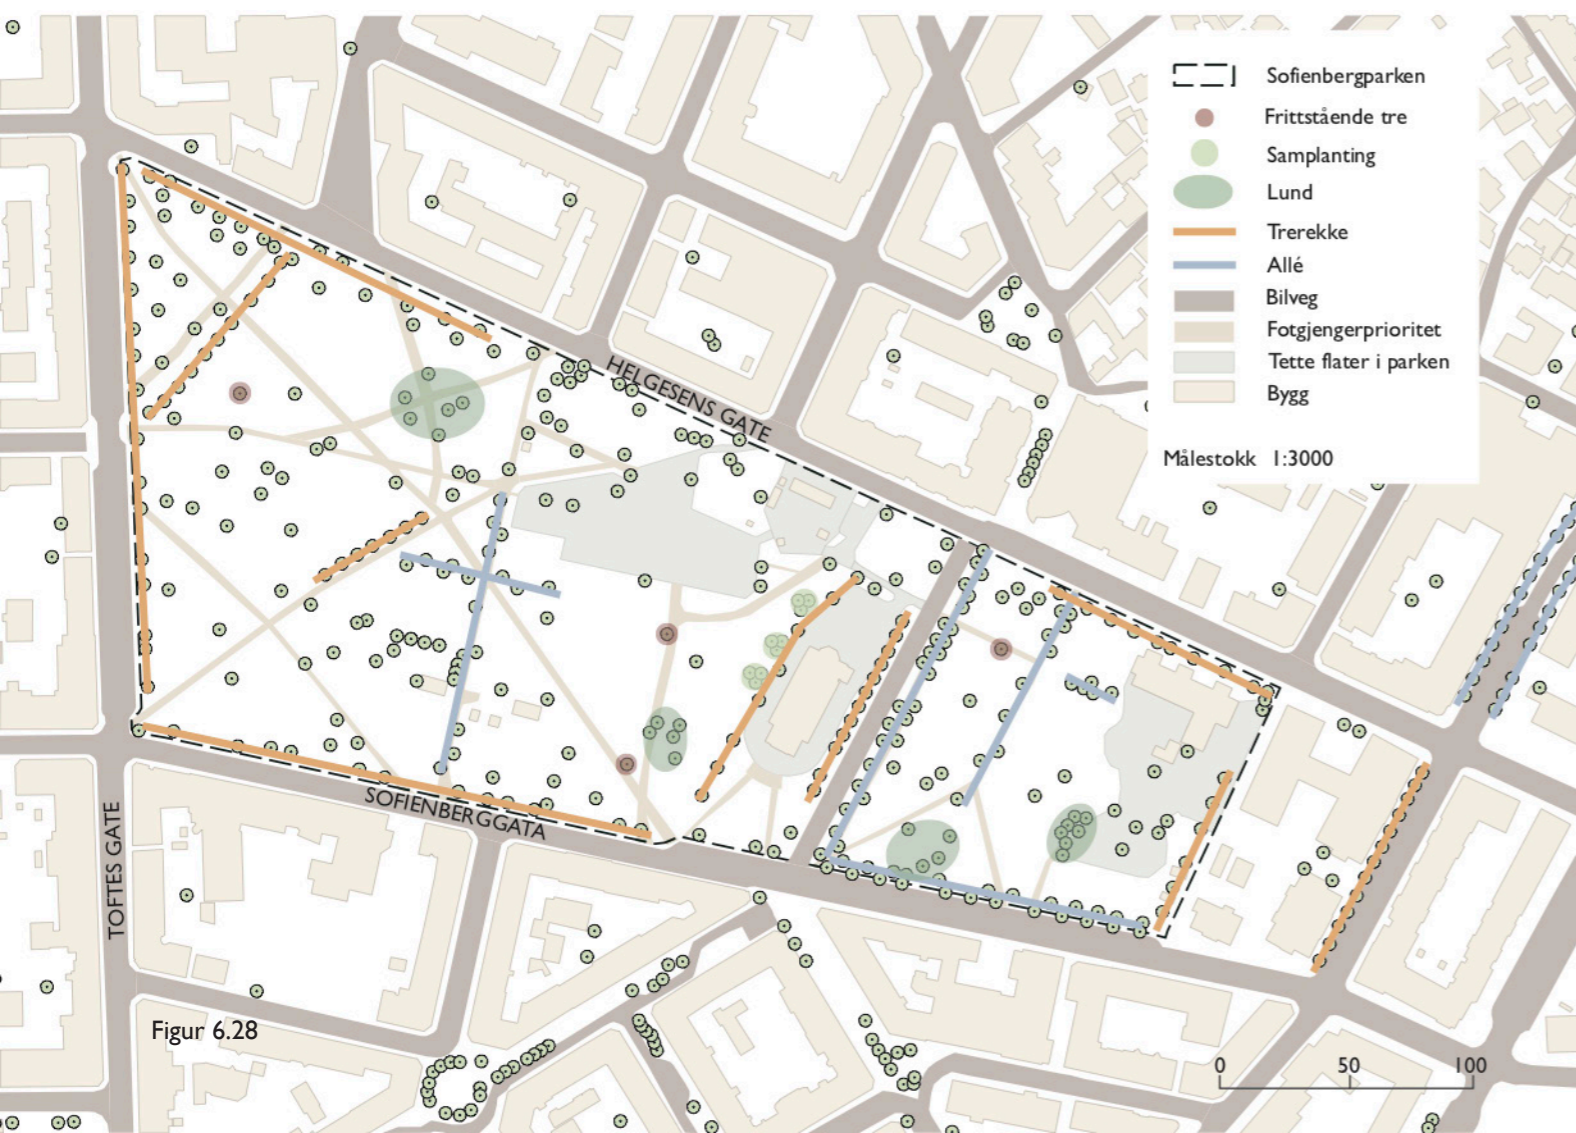 Sofienbergparken
Frittstående tre
Samplanting
Lund
Trerekke
Allé
Bilveg
Fotgjengerprioritet
Tette flater i parken
Bygg
Målestokk 1:3000
HELGESENS GATE
SOFIENBERGGATA
TOFTES GATE
Figur 6.28
0 50 100